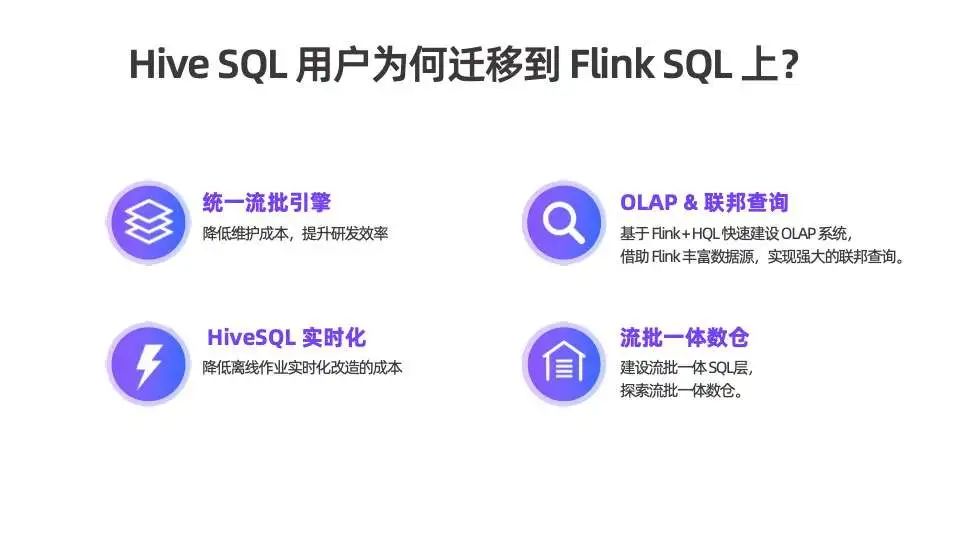 Hive SQL 用户为何迁移到 Flink SQL 上？
统一流批引擎
降低维护成本，提升研发效率
OLAP & 联邦查询
基于 Flink+HQL 快速建设 OLAP 系统，
借助 Flink 丰富数据源，实现强大的联邦查询。
HiveSQL 实时化
降低离线作业实时化改造的成本
流批一体数仓
建设流批一体 SQL层，
探索流批一体数仓。